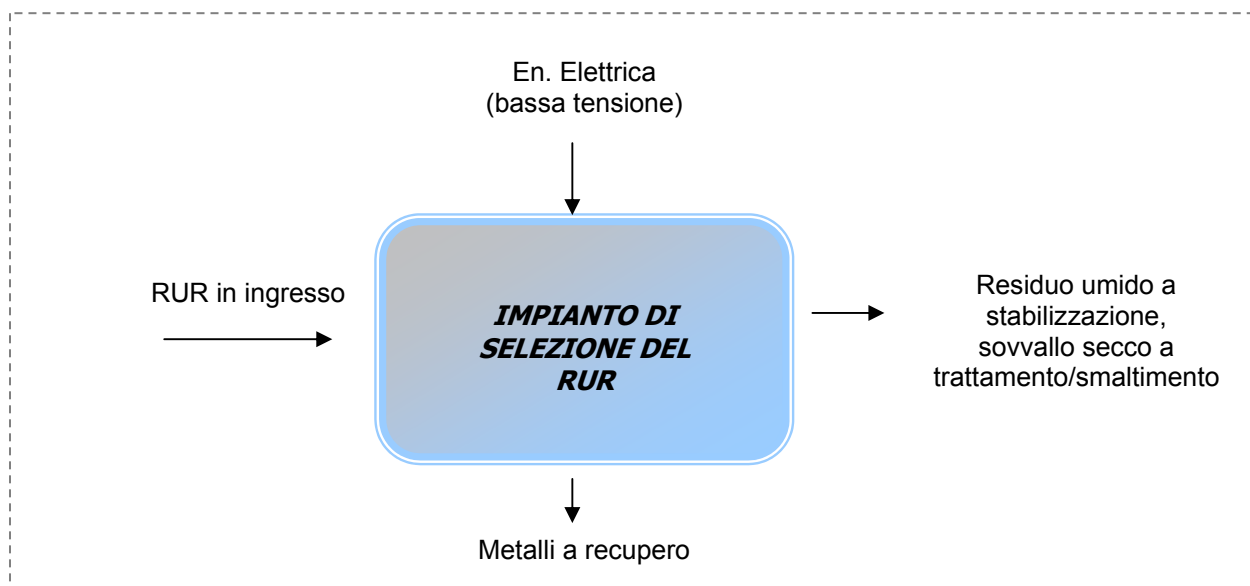 En. Elettrica
(bassa tensione)
RUR in ingresso
IMPIANTO DI
SELEZIONE DEL
RUR
Residuo umido a
stabilizzazione,
sovvallo secco a
trattamento/smaltimento
Metalli a recupero